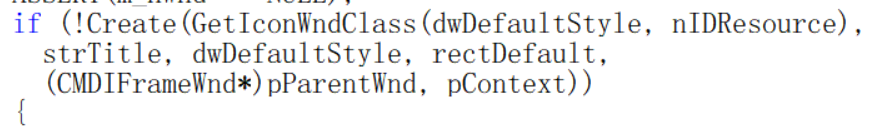 if (!Create(GetIconWndClass(dwDefaultStyle, nIDResource),
strTitle, dwDefaultStyle, rectDefault,
(CMDIFrameWnd*)pParentWnd, pContext))
{